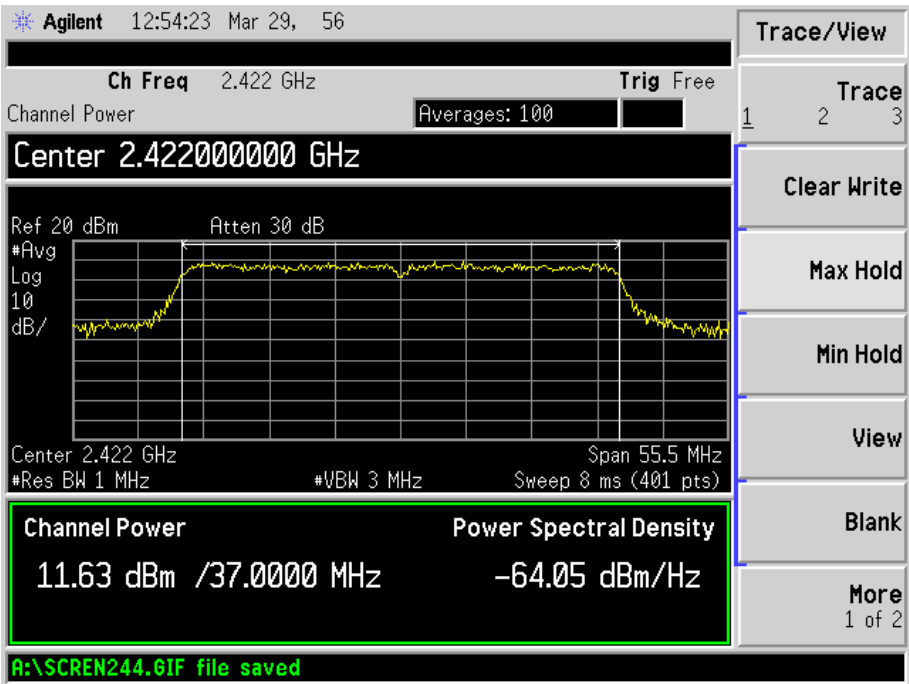 Agilent 12:54:23 Mar 29, 56
Trace/View
Ch Freq 2.422 GHz Trig Free
Channel Power Averages: 100
Trace
1 2 3
Center 2.422000000 GHz
Clear Write
Ref 20 dBm Atten 30 dB
#Avg
Log
10
dB/
Max Hold
Min Hold
Center 2.422 GHz Span 55.5 MHz
#Res BW 1 MHz #VBW 3 MHz Sweep 8 ms (401 pts)
View
Channel Power Power Spectral Density
11.63 dBm /37.0000 MHz -64.05 dBm/Hz
Blank
More
1 of 2
A:\SCREN244.GIF file saved